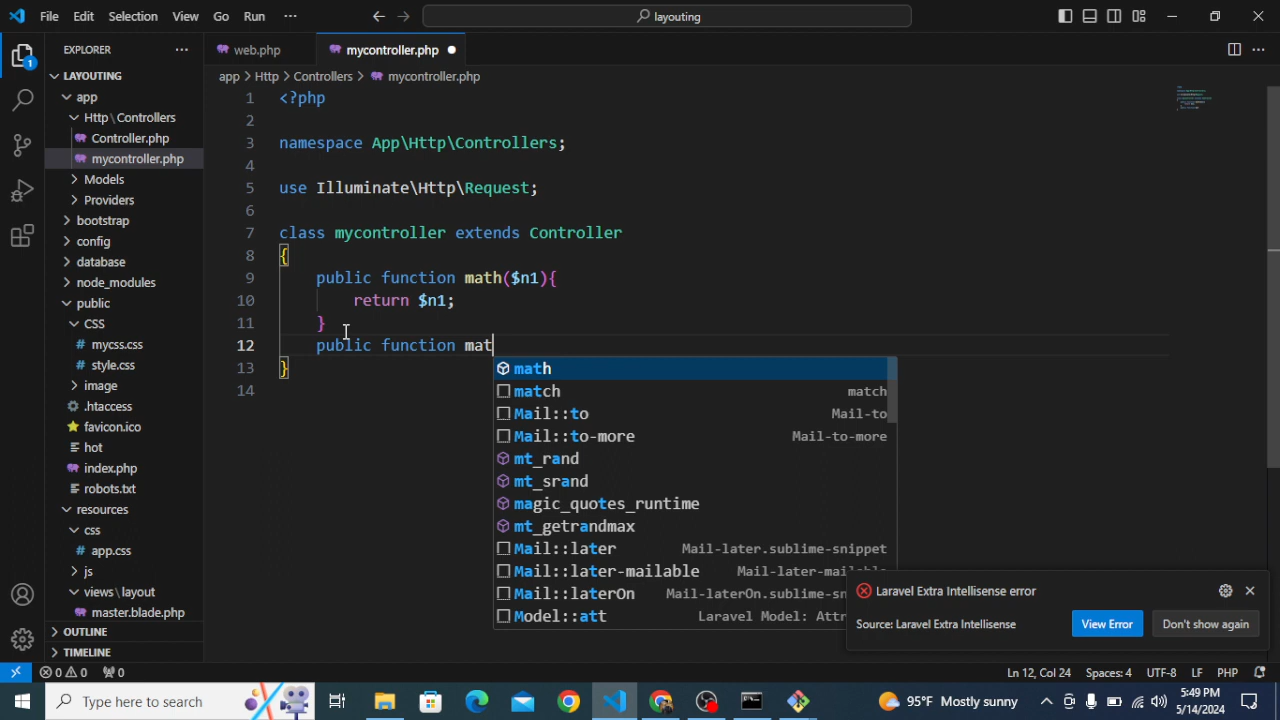 File Edit Selection View Go Run ··· layouting
EXPLORER ···
LAYOUTING
app
Http \ Controllers
Controller.php
mycontroller.php
Models
Providers
bootstrap
config
database
node_modules
public
CSS
mycss.css
style.css
image
.htaccess
favicon.ico
hot
index.php
robots.txt
resources
css
app.css
js
views \ layout
master.blade.php
OUTLINE
TIMELINE
1
web.php mycontroller.php
app > Http > Controllers > mycontroller.php
1 <?php
2
3 namespace App\Http\Controllers;
4
5 use Illuminate\Http\Request;
6
7 class mycontroller extends Controller
8 {
9 public function math($n1){
10 return $n1;
11 }
12 public function mat
13 }
14
math
match match
Mail::to Mail-to
Mail::to-more Mail-to-more
mt_rand
mt_srand
magic_quotes_runtime
mt_getrandmax
Mail::later Mail-later.sublime-snippet
Mail::later-mailable Mail-later-mailable
Mail::laterOn Mail-laterOn.sublime-sn
Model::att Laravel Model: Attr
Laravel Extra Intellisense error
Source: Laravel Extra Intellisense View Error Don't show again
0 0 0 Ln 12, Col 24 Spaces: 4 UTF-8 LF PHP
Type here to search 95°F Mostly sunny :49 PM
5/14/2024